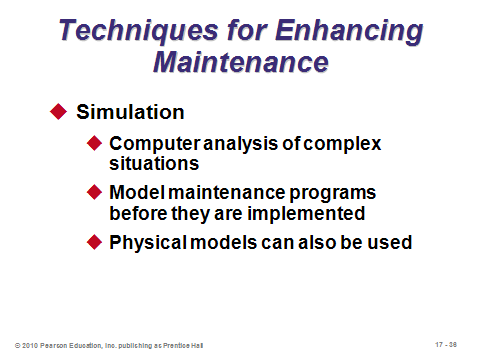 Techniques for Enhancing
Maintenance
Simulation
Computer analysis of complex
situations
Model maintenance programs
before they are implemented
Physical models can also be used
© 2010 Pearson Education, Inc. publishing as Prentice Hall
17 - 36